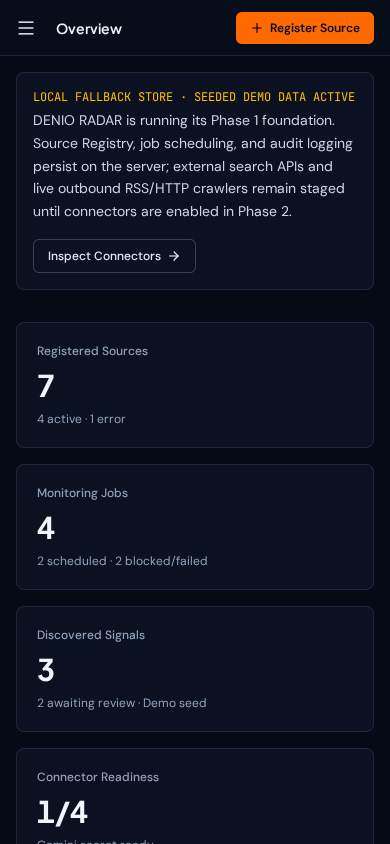 Overview
Register Source
LOCAL FALLBACK STORE · SEEDED DEMO DATA ACTIVE
DENIO RADAR is running its Phase 1 foundation.
Source Registry, job scheduling, and audit logging
persist on the server; external search APIs and
live outbound RSS/HTTP crawlers remain staged
until connectors are enabled in Phase 2.
Inspect Connectors
Registered Sources
7
4 active · 1 error
Monitoring Jobs
4
2 scheduled · 2 blocked/failed
Discovered Signals
3
2 awaiting review · Demo seed
Connector Readiness
1/4
Gemini secret ready